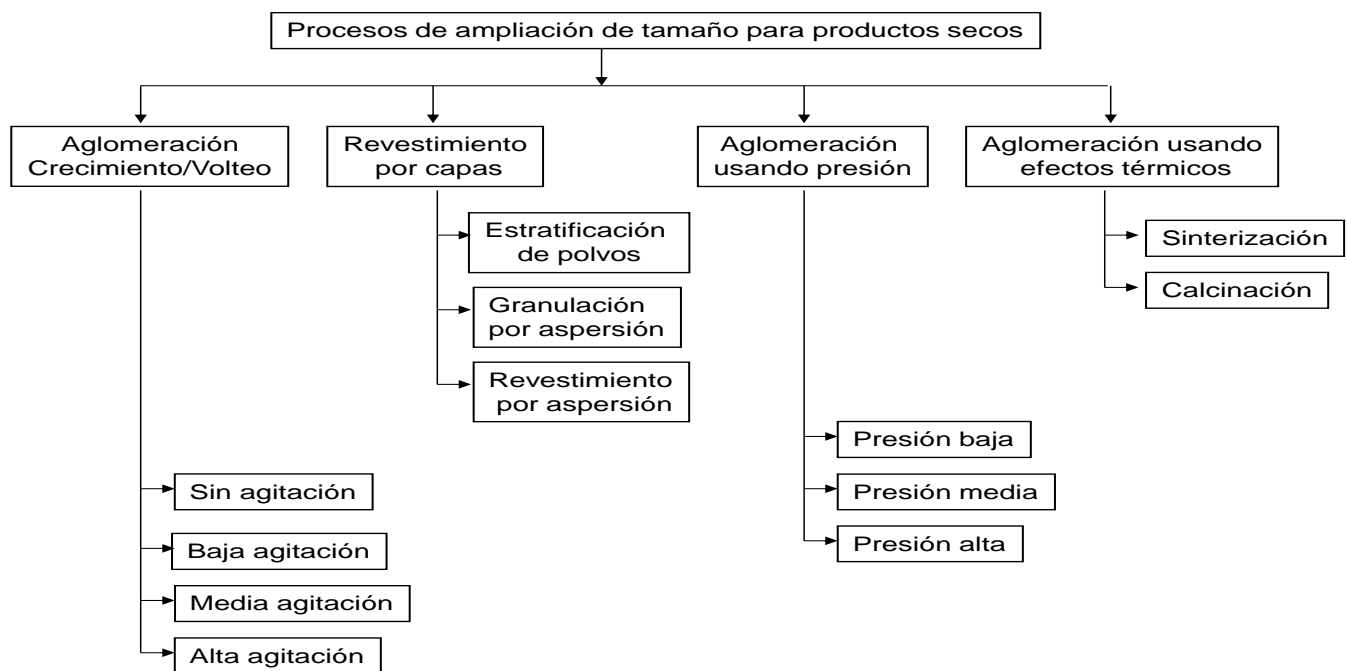 Procesos de ampliación de tamaño para productos secos
Aglomeración
Crecimiento/Volteo
Revestimiento
por capas
Aglomeración
usando presión
Aglomeración usando
efectos térmicos
Estratificación
de polvos
Granulación
por aspersión
Revestimiento
por aspersión
Sinterización
Calcinación
Presión baja
Presión media
Presión alta
Sin agitación
Baja agitación
Media agitación
Alta agitación